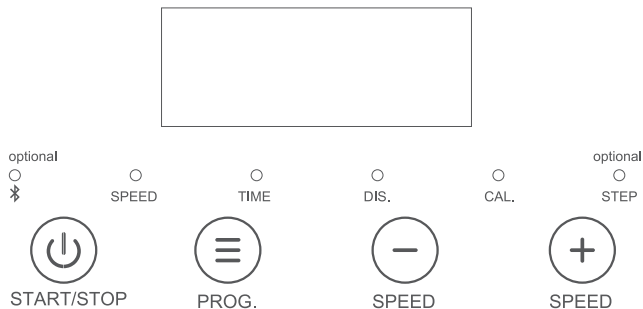 optional optional
SPEED TIME DIS. CAL. STEP
START/STOP PROG. SPEED SPEED